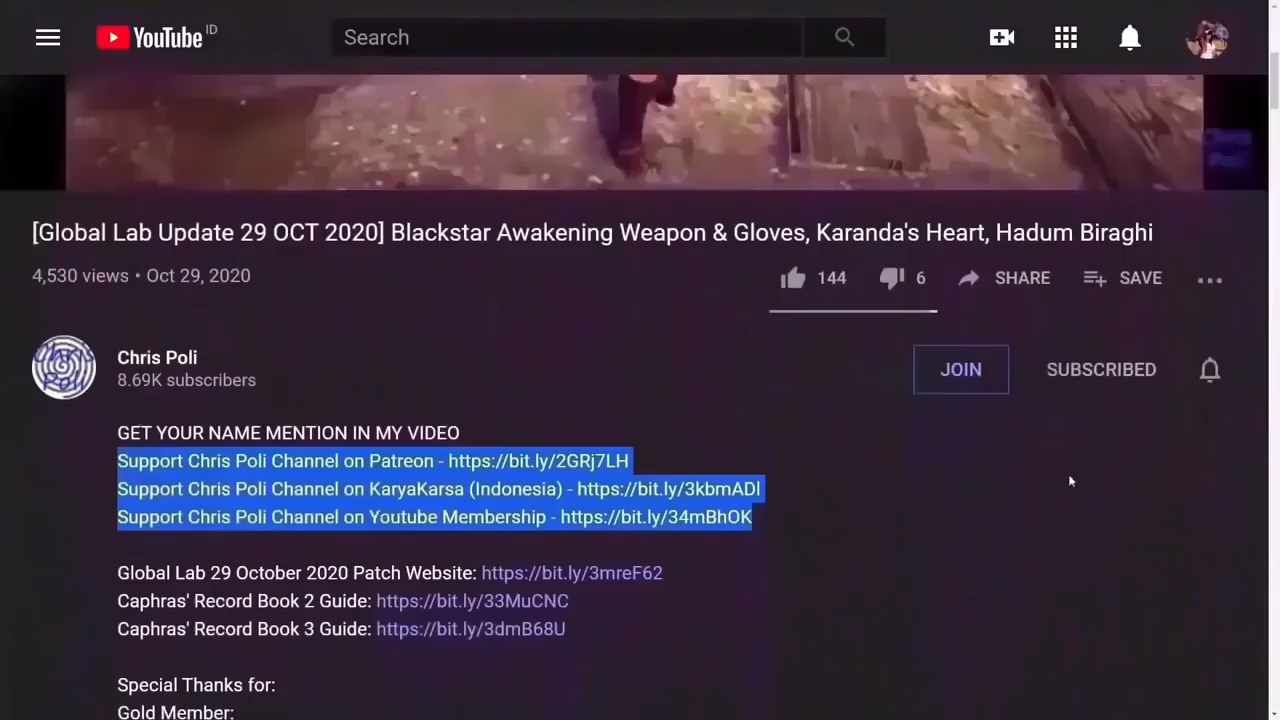 YouTube ID
Search
[Global Lab Update 29 OCT 2020] Blackstar Awakening Weapon & Gloves, Karanda's Heart, Hadum Biraghi
4,530 views • Oct 29, 2020
144
6
SHARE
SAVE
Chris Poli
8.69K subscribers
JOIN
SUBSCRIBED
GET YOUR NAME MENTION IN MY VIDEO
Support Chris Poli Channel on Patreon - https://bit.ly/2GRj7LH
Support Chris Poli Channel on KaryaKarsa (Indonesia) - https://bit.ly/3kbmADl
Support Chris Poli Channel on Youtube Membership - https://bit.ly/34mBhOK
Global Lab 29 October 2020 Patch Website: https://bit.ly/3mreF62
Caphras' Record Book 2 Guide: https://bit.ly/33MuCNC
Caphras' Record Book 3 Guide: https://bit.ly/3dmB68U
Special Thanks for:
Gold Member: